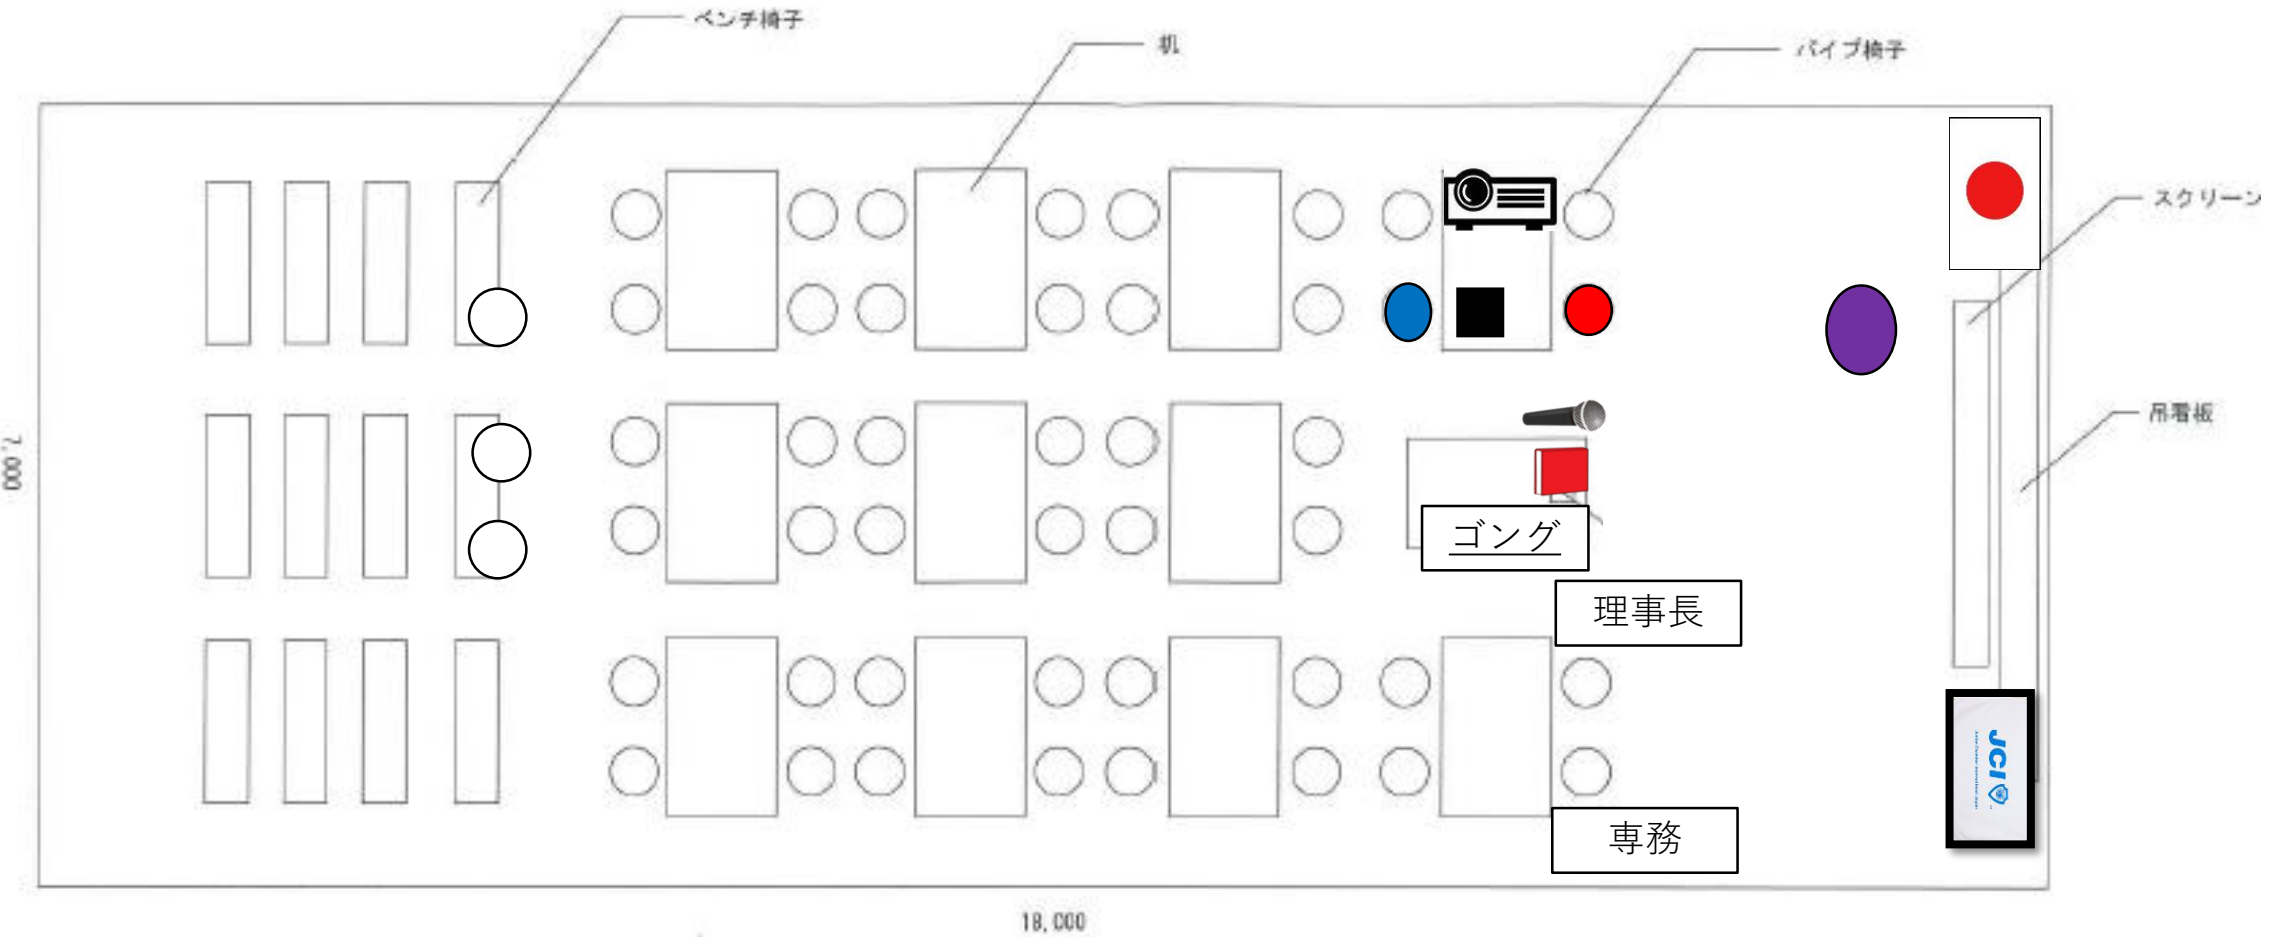 ベンチ椅子
机
パイプ椅子
スクリーン
吊看板
7,000
ゴング
理事長
専務
JCI
18,000